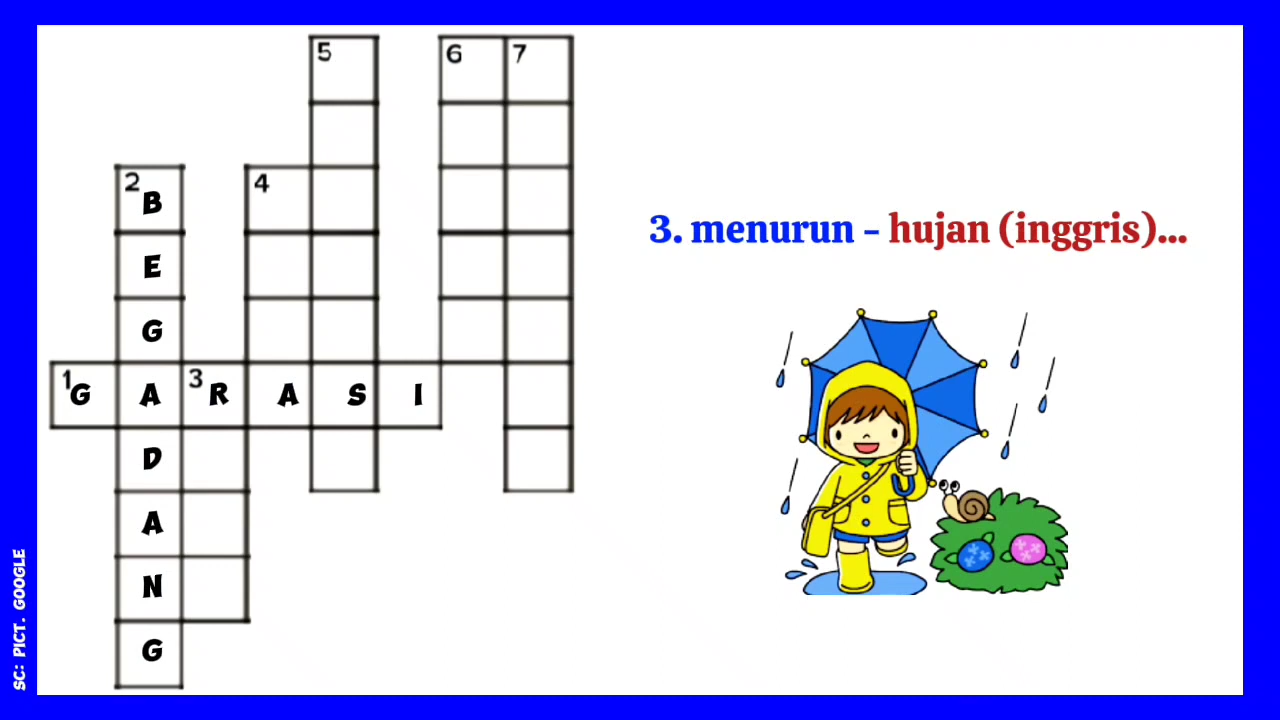 5 6 7
2 B 4
E
G
1 G A 3 R A S I
D
A
N
G
3. menurun - hujan (inggris)...
SC: PICT. GOOGLE